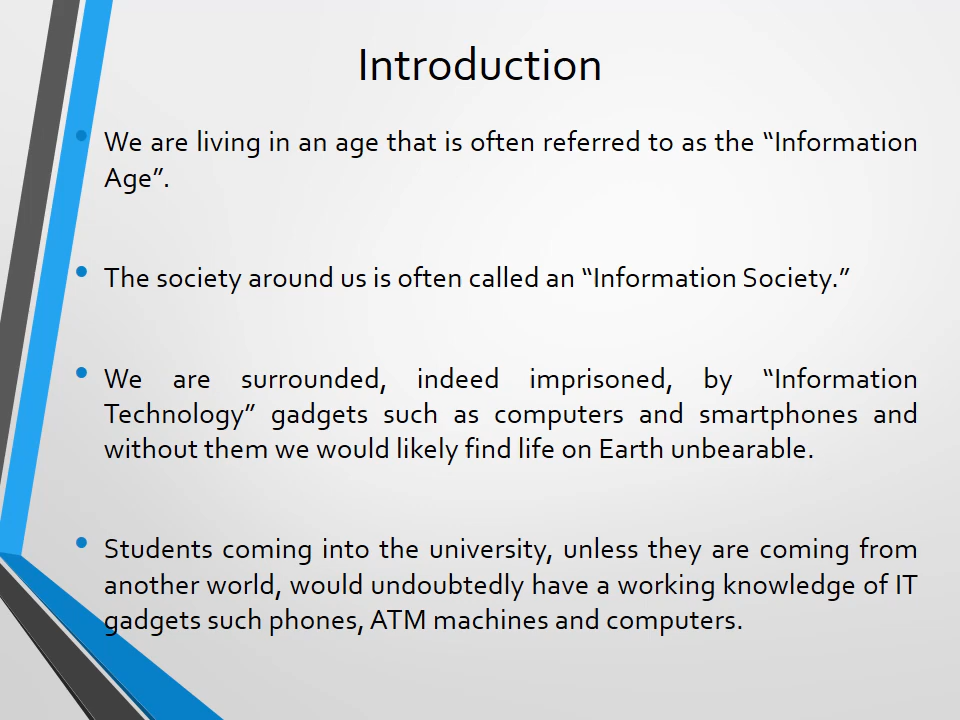 Introduction
• We are living in an age that is often referred to as the “Information
Age”.
• The society around us is often called an “Information Society.”
• We are surrounded, indeed imprisoned, by “Information
Technology” gadgets such as computers and smartphones and
without them we would likely find life on Earth unbearable.
• Students coming into the university, unless they are coming from
another world, would undoubtedly have a working knowledge of IT
gadgets such phones, ATM machines and computers.